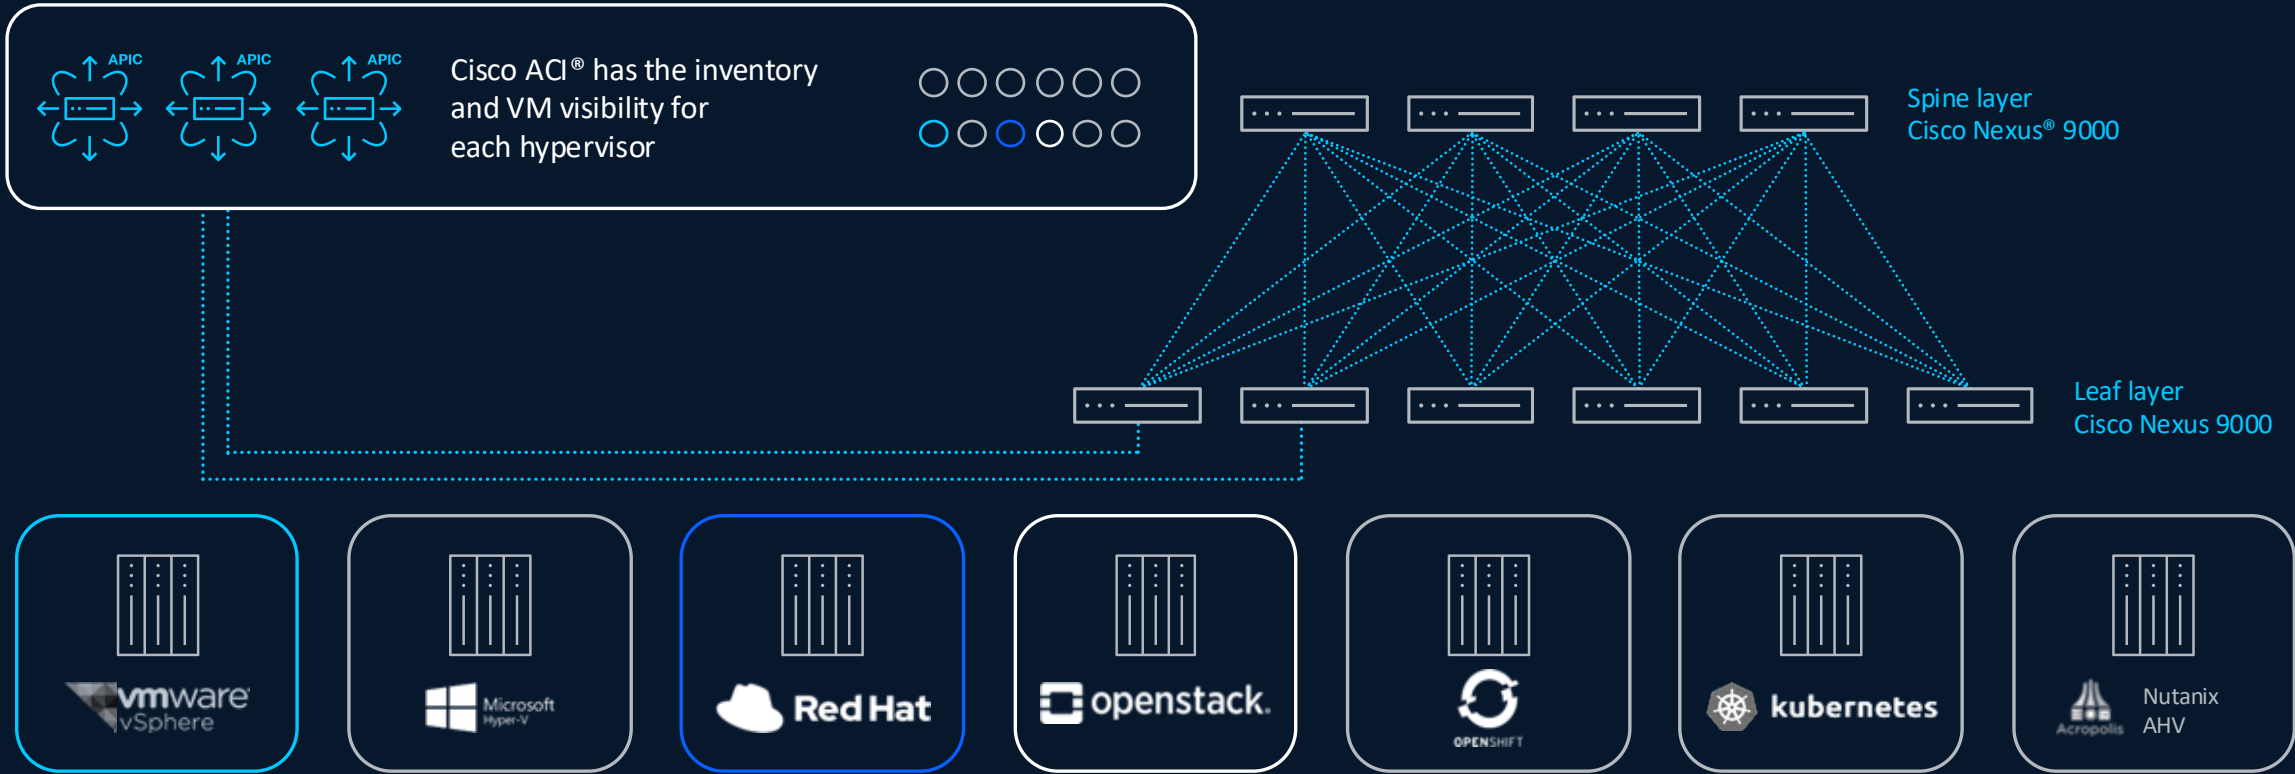 APIC
APIC
APIC
Cisco ACI® has the inventory
and VM visibility for
each hypervisor
Spine layer
Cisco Nexus® 9000
Leaf layer
Cisco Nexus 9000
vmware
vSphere
Microsoft
Hyper-V
Red Hat
openstack.
OPENSHIFT
kubernetes
Acropolis
Nutanix
AHV